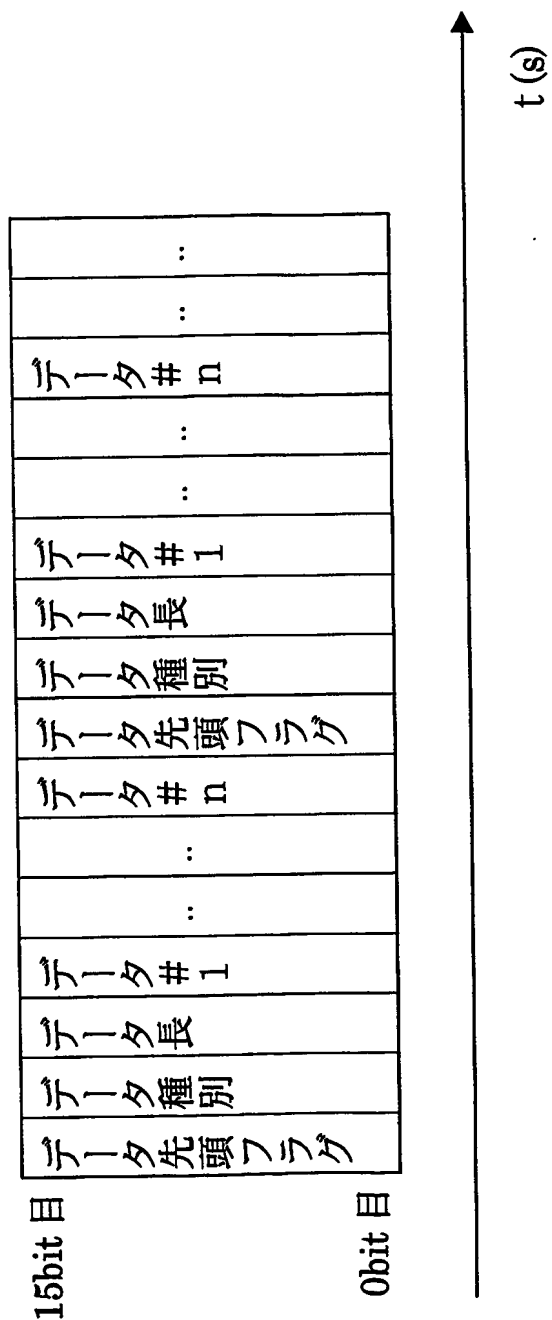 15bit 目
0bit 目
データ先頭フラグ
データ種別
データ長
データ# 1
..
..
データ# n
データ先頭フラグ
データ種別
データ長
データ# 1
..
..
データ# n
..
..
t (s)